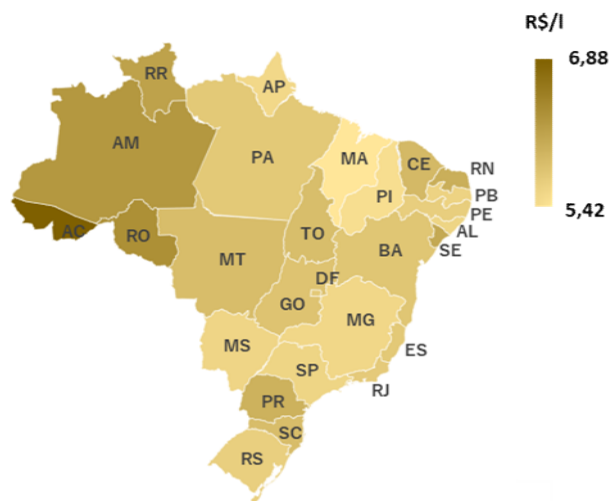 R$/l
6,88
5,42
RR
AP
AM
PA
MA
CE
RN
PI
PB
PE
AL
SE
AC
RO
TO
BA
MT
DF
GO
MG
ES
MS
SP
RJ
PR
SC
RS